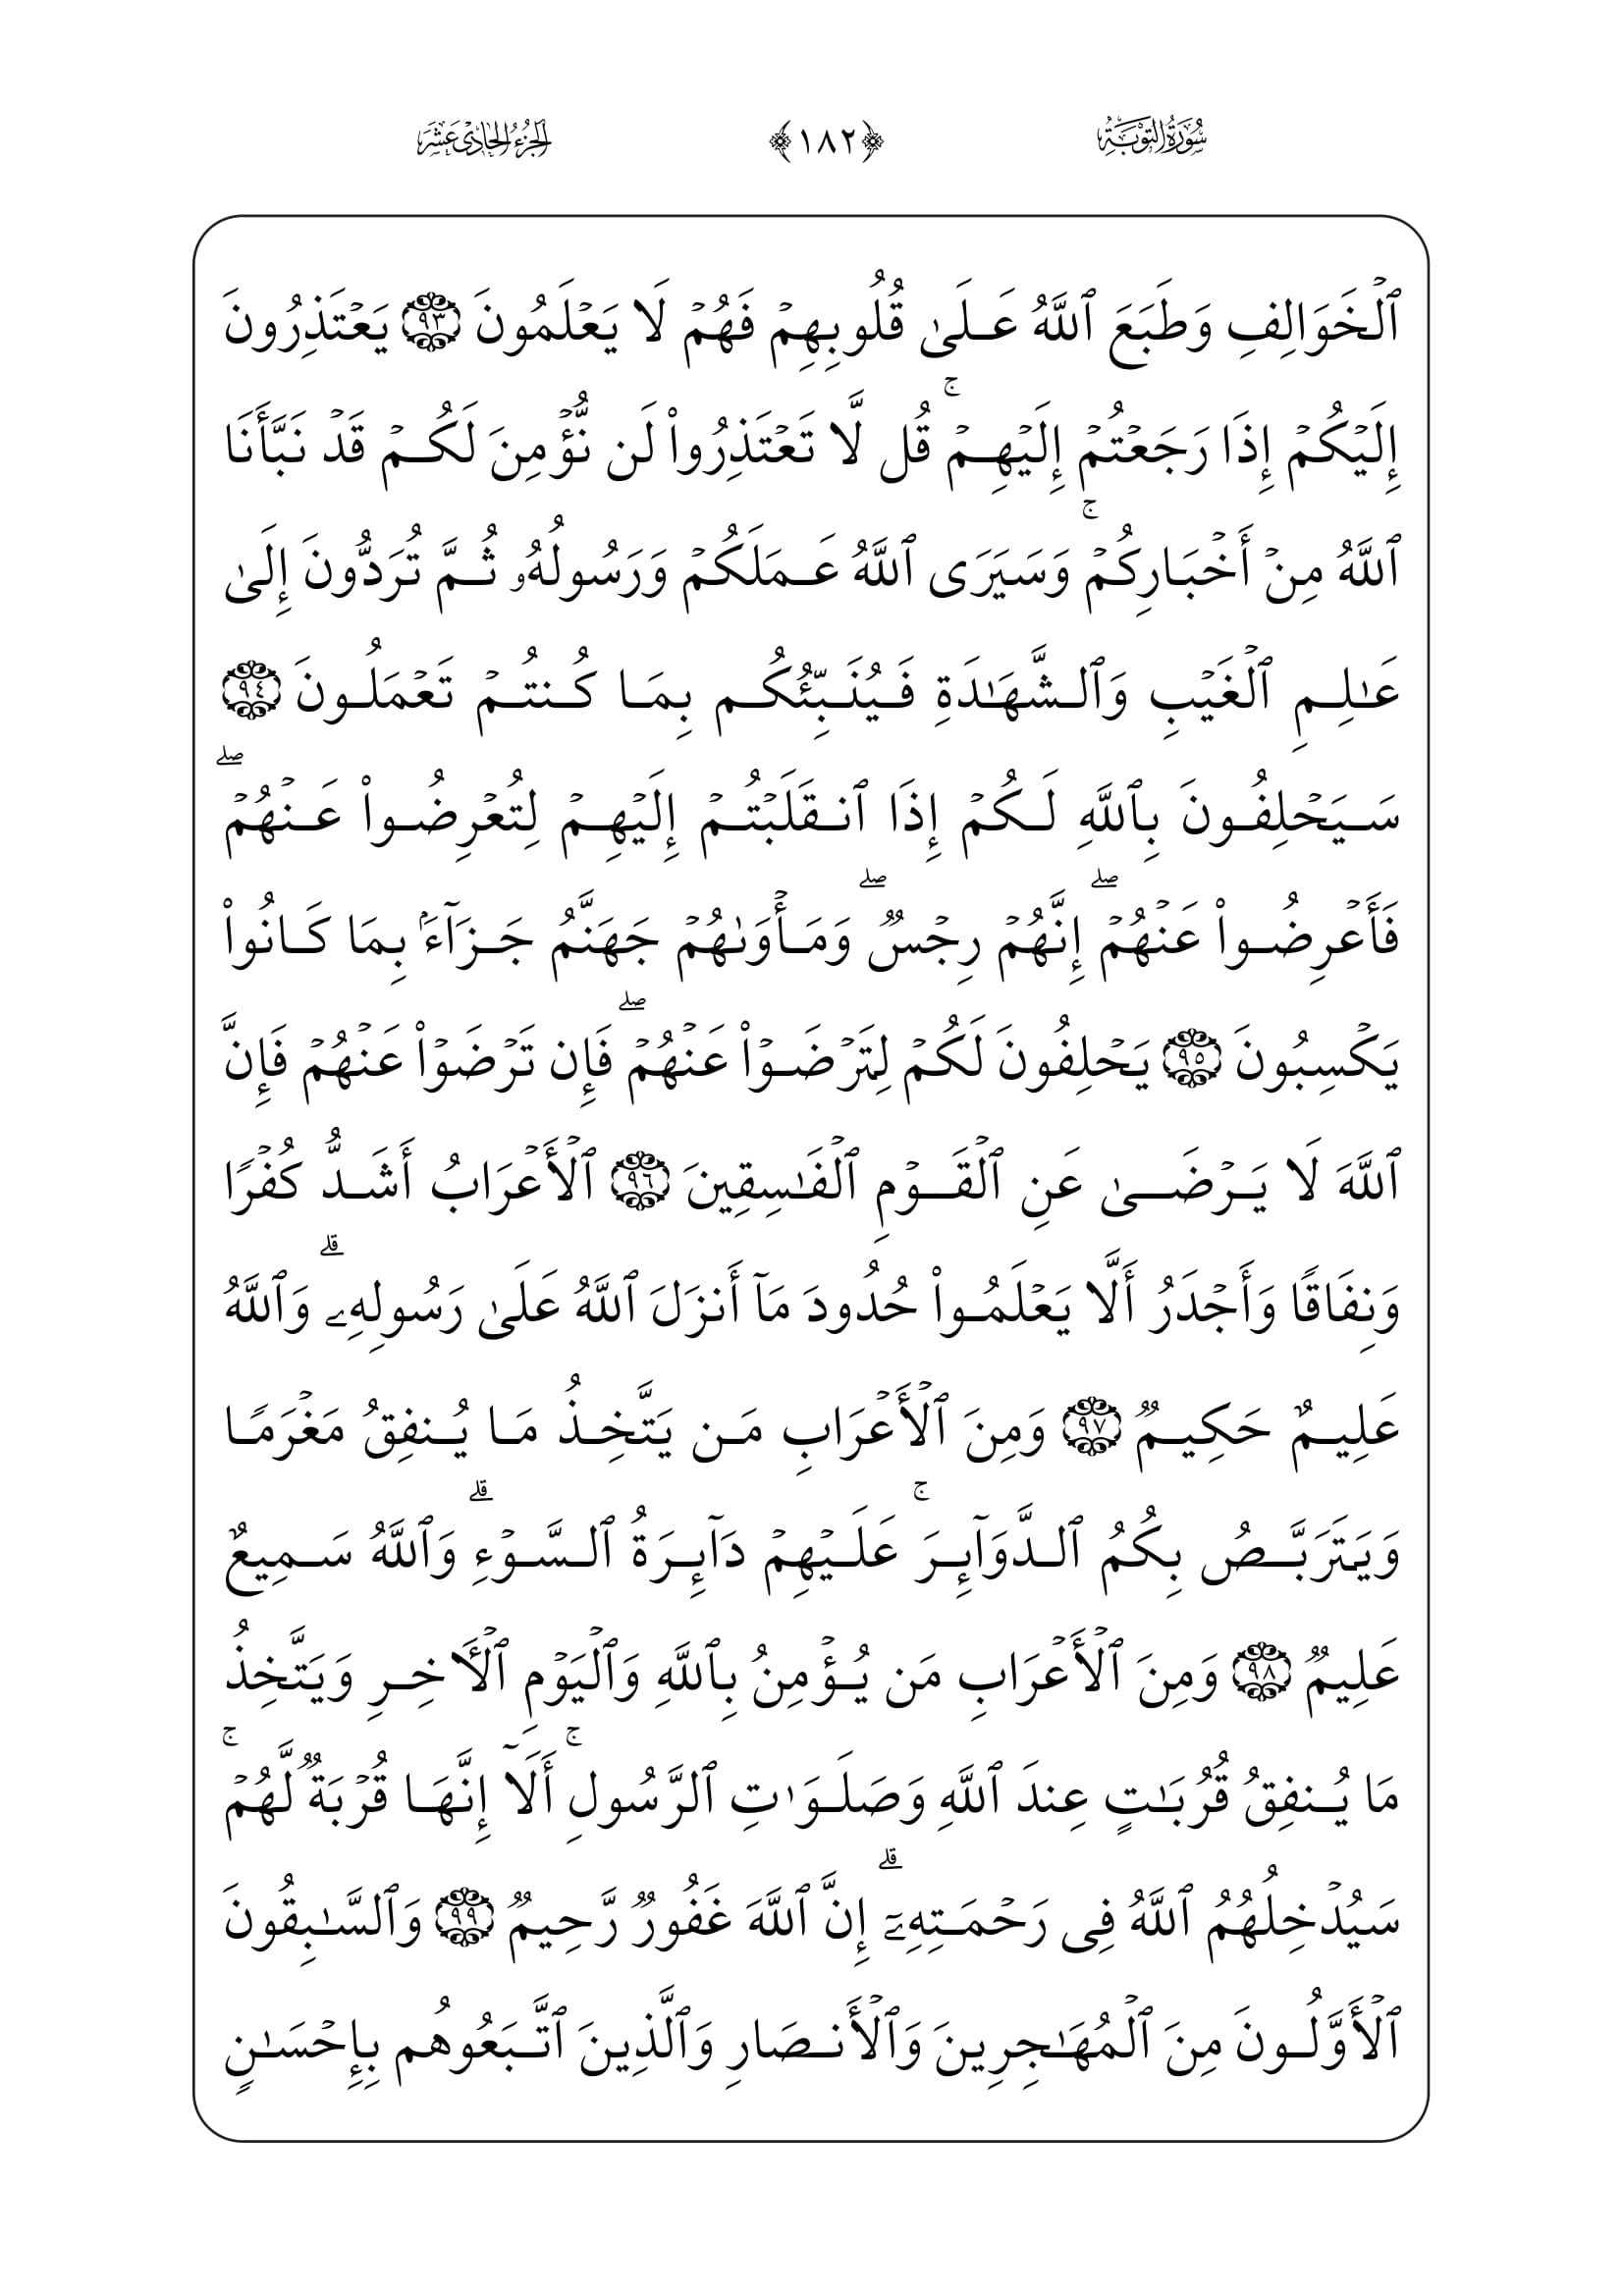 سُورَةُ التَّوْبَةِ ﴿١٨٢﴾ الجُزْءُ الحَادِي عَشَرَ
ٱلۡخَوَالِفِ وَطَبَعَ ٱللَّهُ عَلَىٰ قُلُوبِهِمۡ فَهُمۡ لَا يَعۡلَمُونَ ٩٣ يَعۡتَذِرُونَ
إِلَيۡكُمۡ إِذَا رَجَعۡتُمۡ إِلَيۡهِمۡۚ قُل لَّا تَعۡتَذِرُواْ لَن نُّؤۡمِنَ لَكُمۡ قَدۡ نَبَّأَنَا
ٱللَّهُ مِنۡ أَخۡبَارِكُمۡۚ وَسَيَرَى ٱللَّهُ عَمَلَكُمۡ وَرَسُولُهُۥ ثُمَّ تُرَدُّونَ إِلَىٰ
عَٰلِمِ ٱلۡغَيۡبِ وَٱلشَّهَٰدَةِ فَيُنَبِّئُكُم بِمَا كُنتُمۡ تَعۡمَلُونَ ٩٤
سَيَحۡلِفُونَ بِٱللَّهِ لَكُمۡ إِذَا ٱنقَلَبۡتُمۡ إِلَيۡهِمۡ لِتُعۡرِضُواْ عَنۡهُمۡۖ
فَأَعۡرِضُواْ عَنۡهُمۡۖ إِنَّهُمۡ رِجۡسٞۖ وَمَأۡوَىٰهُمۡ جَهَنَّمُ جَزَآءَۢ بِمَا كَانُواْ
يَكۡسِبُونَ ٩٥ يَحۡلِفُونَ لَكُمۡ لِتَرۡضَوۡاْ عَنۡهُمۡۖ فَإِن تَرۡضَوۡاْ عَنۡهُمۡ فَإِنَّ
ٱللَّهَ لَا يَرۡضَىٰ عَنِ ٱلۡقَوۡمِ ٱلۡفَٰسِقِينَ ٩٦ ٱلۡأَعۡرَابُ أَشَدُّ كُفۡرٗا
وَنِفَاقٗا وَأَجۡدَرُ أَلَّا يَعۡلَمُواْ حُدُودَ مَآ أَنزَلَ ٱللَّهُ عَلَىٰ رَسُولِهِۦۗ وَٱللَّهُ
عَلِيمٌ حَكِيمٞ ٩٧ وَمِنَ ٱلۡأَعۡرَابِ مَن يَتَّخِذُ مَا يُنفِقُ مَغۡرَمٗا
وَيَتَرَبَّصُ بِكُمُ ٱلدَّوَآئِرَۚ عَلَيۡهِمۡ دَآئِرَةُ ٱلسَّوۡءِۗ وَٱللَّهُ سَمِيعٌ
عَلِيمٞ ٩٨ وَمِنَ ٱلۡأَعۡرَابِ مَن يُؤۡمِنُ بِٱللَّهِ وَٱلۡيَوۡمِ ٱلۡأٓخِرِ وَيَتَّخِذُ
مَا يُنفِقُ قُرُبَٰتٍ عِندَ ٱللَّهِ وَصَلَوَٰتِ ٱلرَّسُولِۚ أَلَآ إِنَّهَا قُرۡبَةٞ لَّهُمۡۚ
سَيُدۡخِلُهُمُ ٱللَّهُ فِي رَحۡمَتِهِۦٓۗ إِنَّ ٱللَّهَ غَفُورٞ رَّحِيمٞ ٩٩ وَٱلسَّٰبِقُونَ
ٱلۡأَوَّلُونَ مِنَ ٱلۡمُهَٰجِرِينَ وَٱلۡأَنصَارِ وَٱلَّذِينَ ٱتَّبَعُوهُم بِإِحۡسَٰنٖ